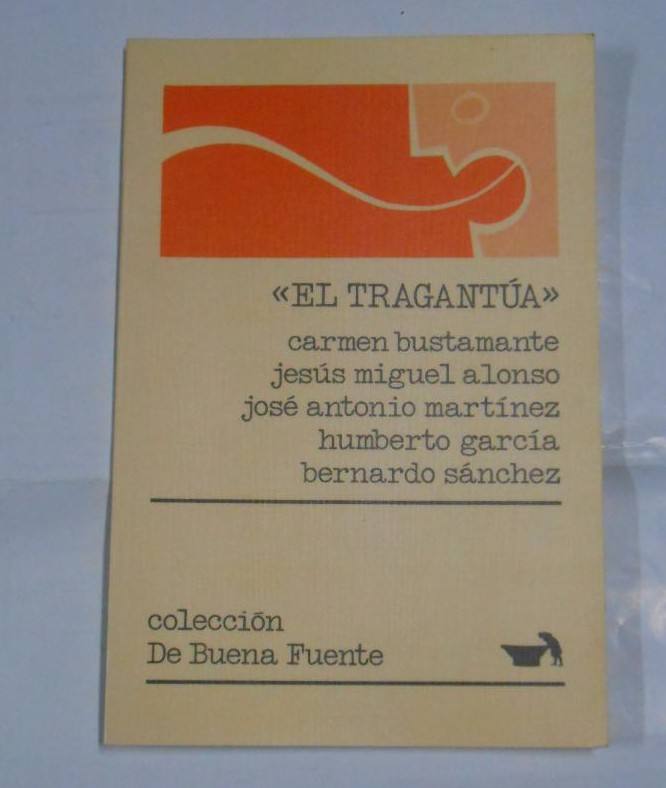 «EL TRAGANTÚA»
carmen bustamante
jesús miguel alonso
josé antonio martínez
humberto garcía
bernardo sánchez
colección
De Buena Fuente